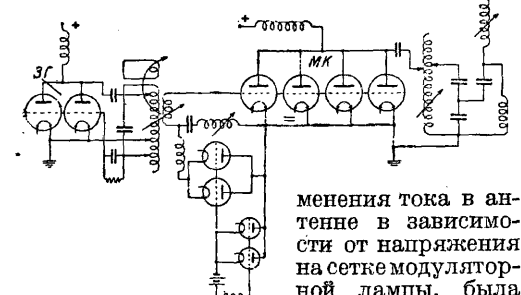 ЗГ
МК
менения тока в ан-
тенне в зависимо-
сти от напряжения
на сетке модулятор-
ной лампы, была